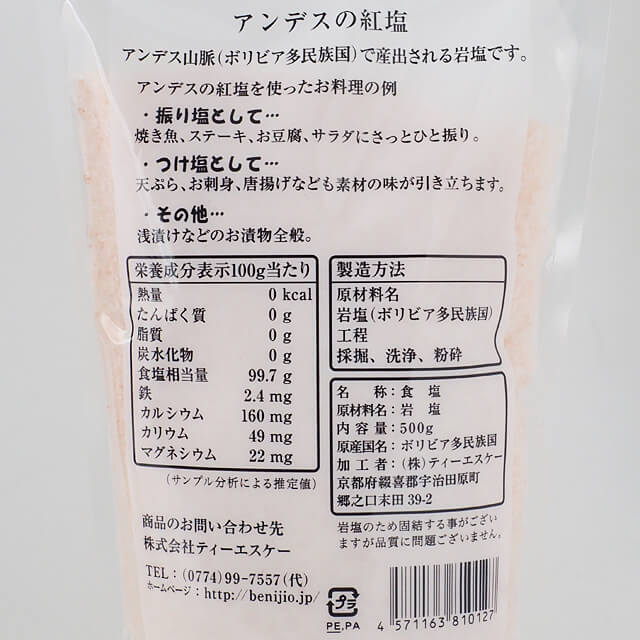 アンデスの紅塩
アンデス山脈(ボリビア多民族国)で産出される岩塩です。
アンデスの紅塩を使ったお料理の例
・振り塩として…
焼き魚、ステーキ、お豆腐、サラダにさっとひと振り。
・つけ塩として…
天ぷら、お刺身、唐揚げなども素材の味が引き立ちます。
・その他…
浅漬けなどのお漬物全般。
栄養成分表示100g当たり
熱量 0 kcal
たんぱく質 0 g
脂質 0 g
炭水化物 0 g
食塩相当量 99.7 g
鉄 2.4 mg
カルシウム 160 mg
カリウム 49 mg
マグネシウム 22 mg
(サンプル分析による推定値)
製造方法
原材料名
岩塩(ボリビア多民族国)
工程
採掘、洗浄、粉砕
名 称:食 塩
原材料名:岩 塩
内 容 量:500g
原産国名:ボリビア多民族国
加 工 者:(株)ティーエスケー
京都府綴喜郡宇治田原町
郷之口末田 39-2
岩塩のため固結する事がござい
ますが品質に問題ございません。
商品のお問い合わせ先
株式会社ティーエスケー
TEL:(0774)99-7557(代)
ホームページ:http://benijio.jp/
プラ
PE,PA
4 571163 810127